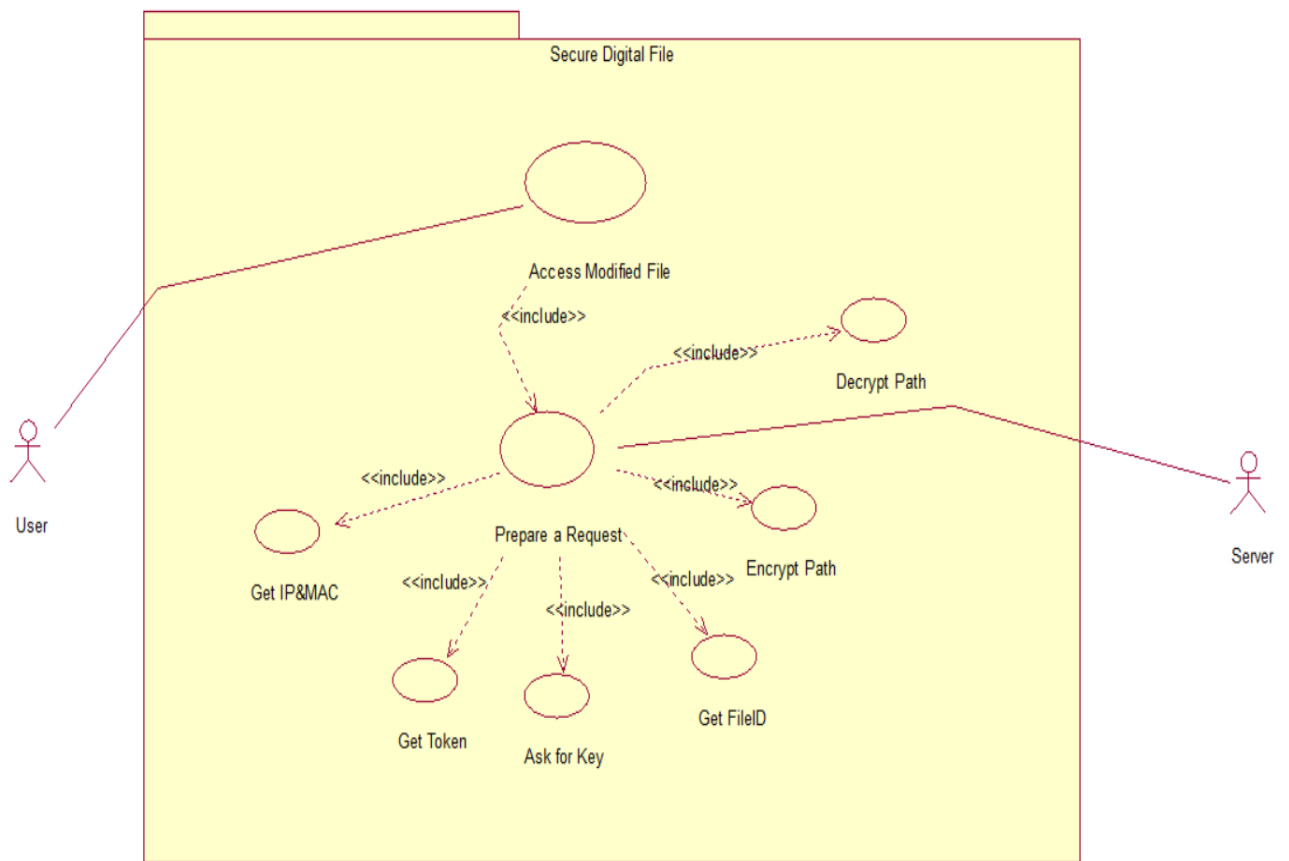 Secure Digital File
Access Modified File
<<include>>
<<include>>
Decrypt Path
<<include>>
<<include>>
User
Prepare a Request
Server
Get IP&MAC
Encrypt Path
<<include>>
<<include>>
<<include>>
Get Token
Ask for Key
Get FileID